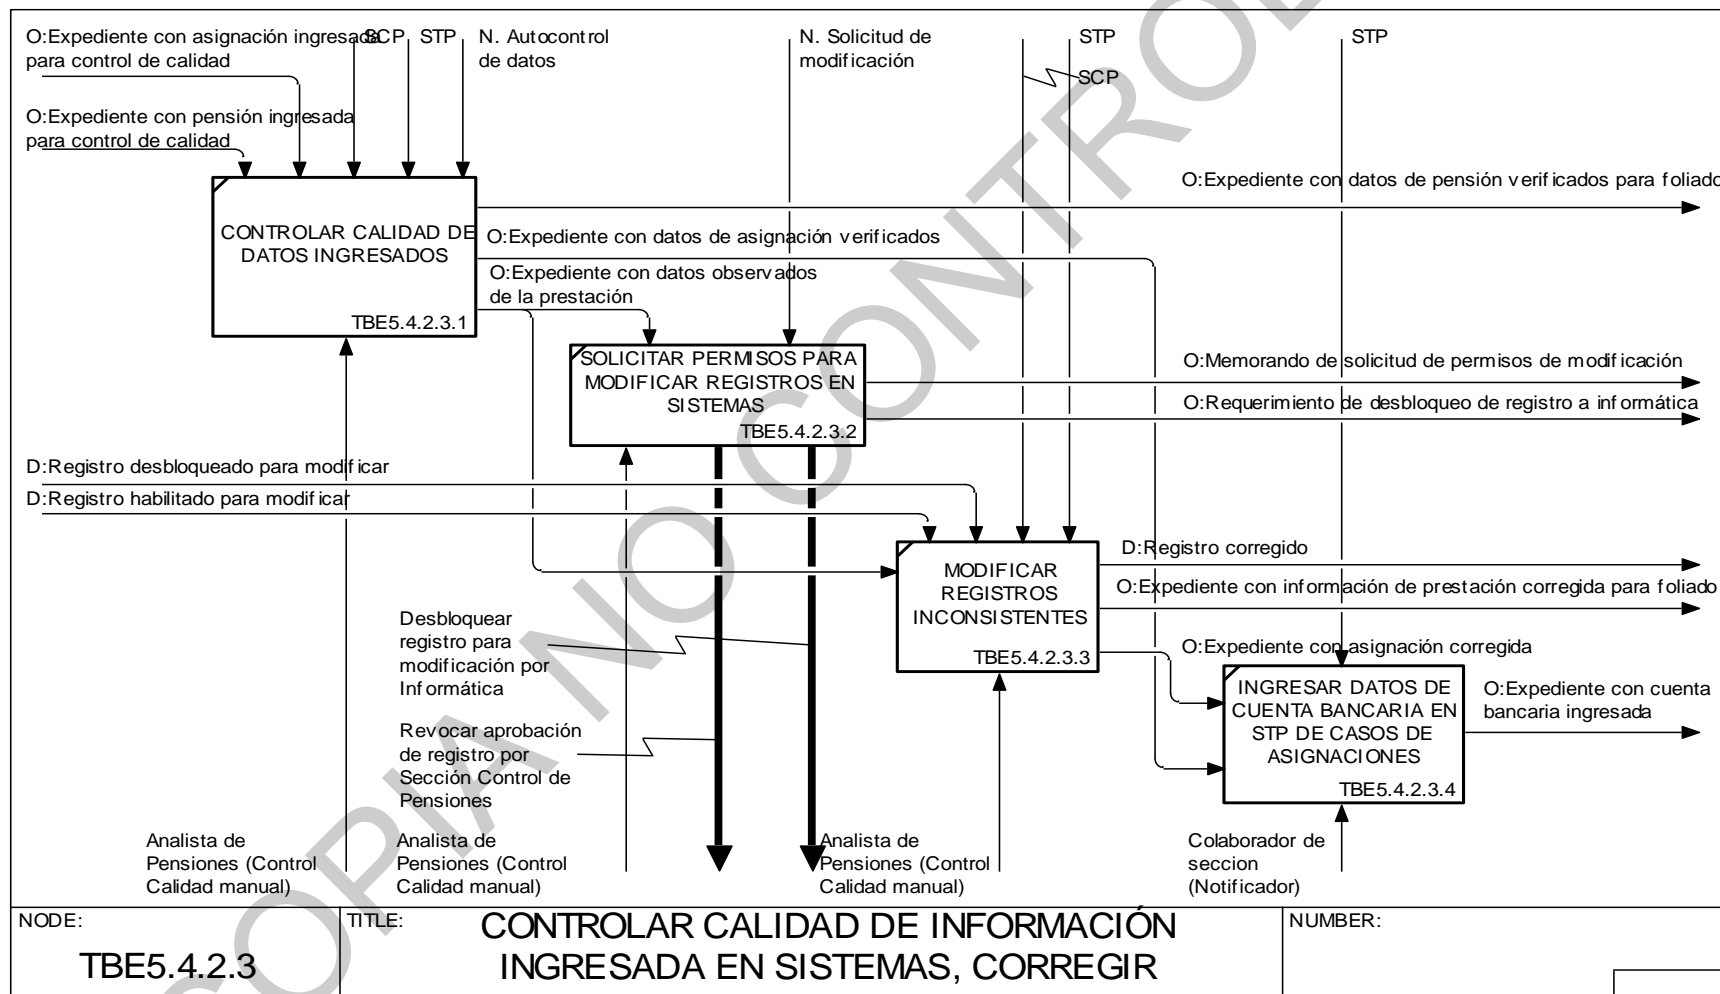 O:Expediente con asignación ingresada
para control de calidad
SCP
STP
N. Autocontrol
de datos
N. Solicitud de
modificación
STP
SCP
STP
O:Expediente con pensión ingresada
para control de calidad
O:Expediente con datos de pensión verificados para foliado
CONTROLAR CALIDAD DE
DATOS INGRESADOS
TBE5.4.2.3.1
O:Expediente con datos de asignación verificados
O:Expediente con datos observados
de la prestación
SOLICITAR PERMISOS PARA
MODIFICAR REGISTROS EN
SISTEMAS
TBE5.4.2.3.2
O:Memorando de solicitud de permisos de modificación
O:Requerimiento de desbloqueo de registro a informática
D:Registro desbloqueado para modificar
D:Registro habilitado para modificar
MODIFICAR
REGISTROS
INCONSISTENTES
TBE5.4.2.3.3
D:Registro corregido
O:Expediente con información de prestación corregida para foliado
O:Expediente con asignación corregida
Desbloquear
registro para
modificación por
Informática
Revocar aprobación
de registro por
Sección Control de
Pensiones
INGRESAR DATOS DE
CUENTA BANCARIA EN
STP DE CASOS DE
ASIGNACIONES
TBE5.4.2.3.4
O:Expediente con cuenta
bancaria ingresada
Analista de
Pensiones (Control
Calidad manual)
Analista de
Pensiones (Control
Calidad manual)
Analista de
Pensiones (Control
Calidad manual)
Colaborador de
seccion
(Notificador)
NODE:
TBE5.4.2.3
TITLE:
CONTROLAR CALIDAD DE INFORMACIÓN
INGRESADA EN SISTEMAS, CORREGIR
NUMBER:
COPIA NO CONTROL